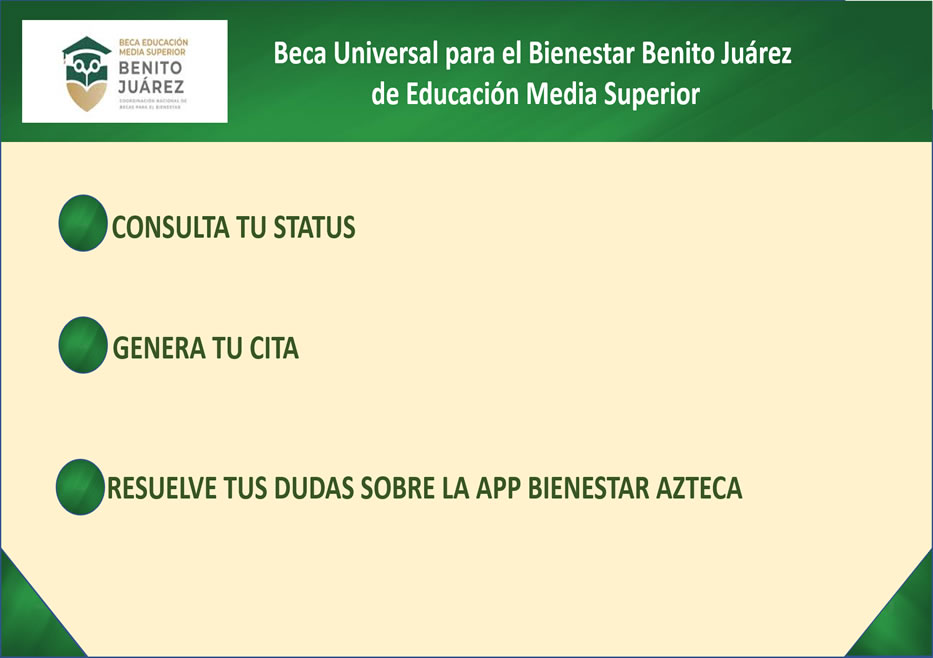 BECA EDUCACIÓN
MEDIA SUPERIOR
BENITO
JUÁREZ
COORDINACIÓN NACIONAL DE
BECAS PARA EL BIENESTAR
Beca Universal para el Bienestar Benito Juárez
de Educación Media Superior
CONSULTA TU STATUS
GENERA TU CITA
RESUELVE TUS DUDAS SOBRE LA APP BIENESTAR AZTECA